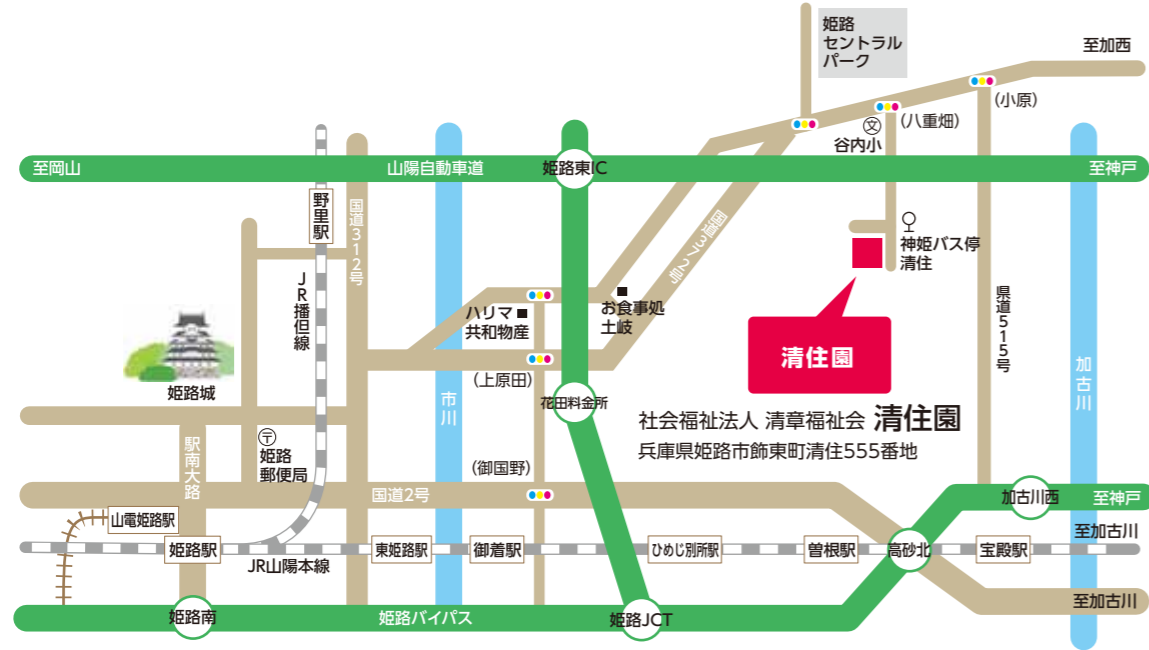 姫路
セントラル
パーク
至加西
(小原)
(八重畑)
文
谷内小
至岡山
山陽自動車道
姫路東IC
至神戸
野里駅
国道312号
国道372号
神姫バス停
清住
JR播但線
ハリマ
共和物産
お食事処
土岐
県道515号
清住園
姫路城
(上原田)
市川
花田料金所
加古川
社会福祉法人 清章福祉会 清住園
兵庫県姫路市飾東町清住555番地
駅南大路
〒
姫路
郵便局
(御国野)
国道2号
加古川西
至神戸
山電姫路駅
姫路駅
JR山陽本線
東姫路駅
御着駅
ひめじ別所駅
曽根駅
高砂北
宝殿駅
至加古川
姫路南
姫路バイパス
姫路JCT
至加古川